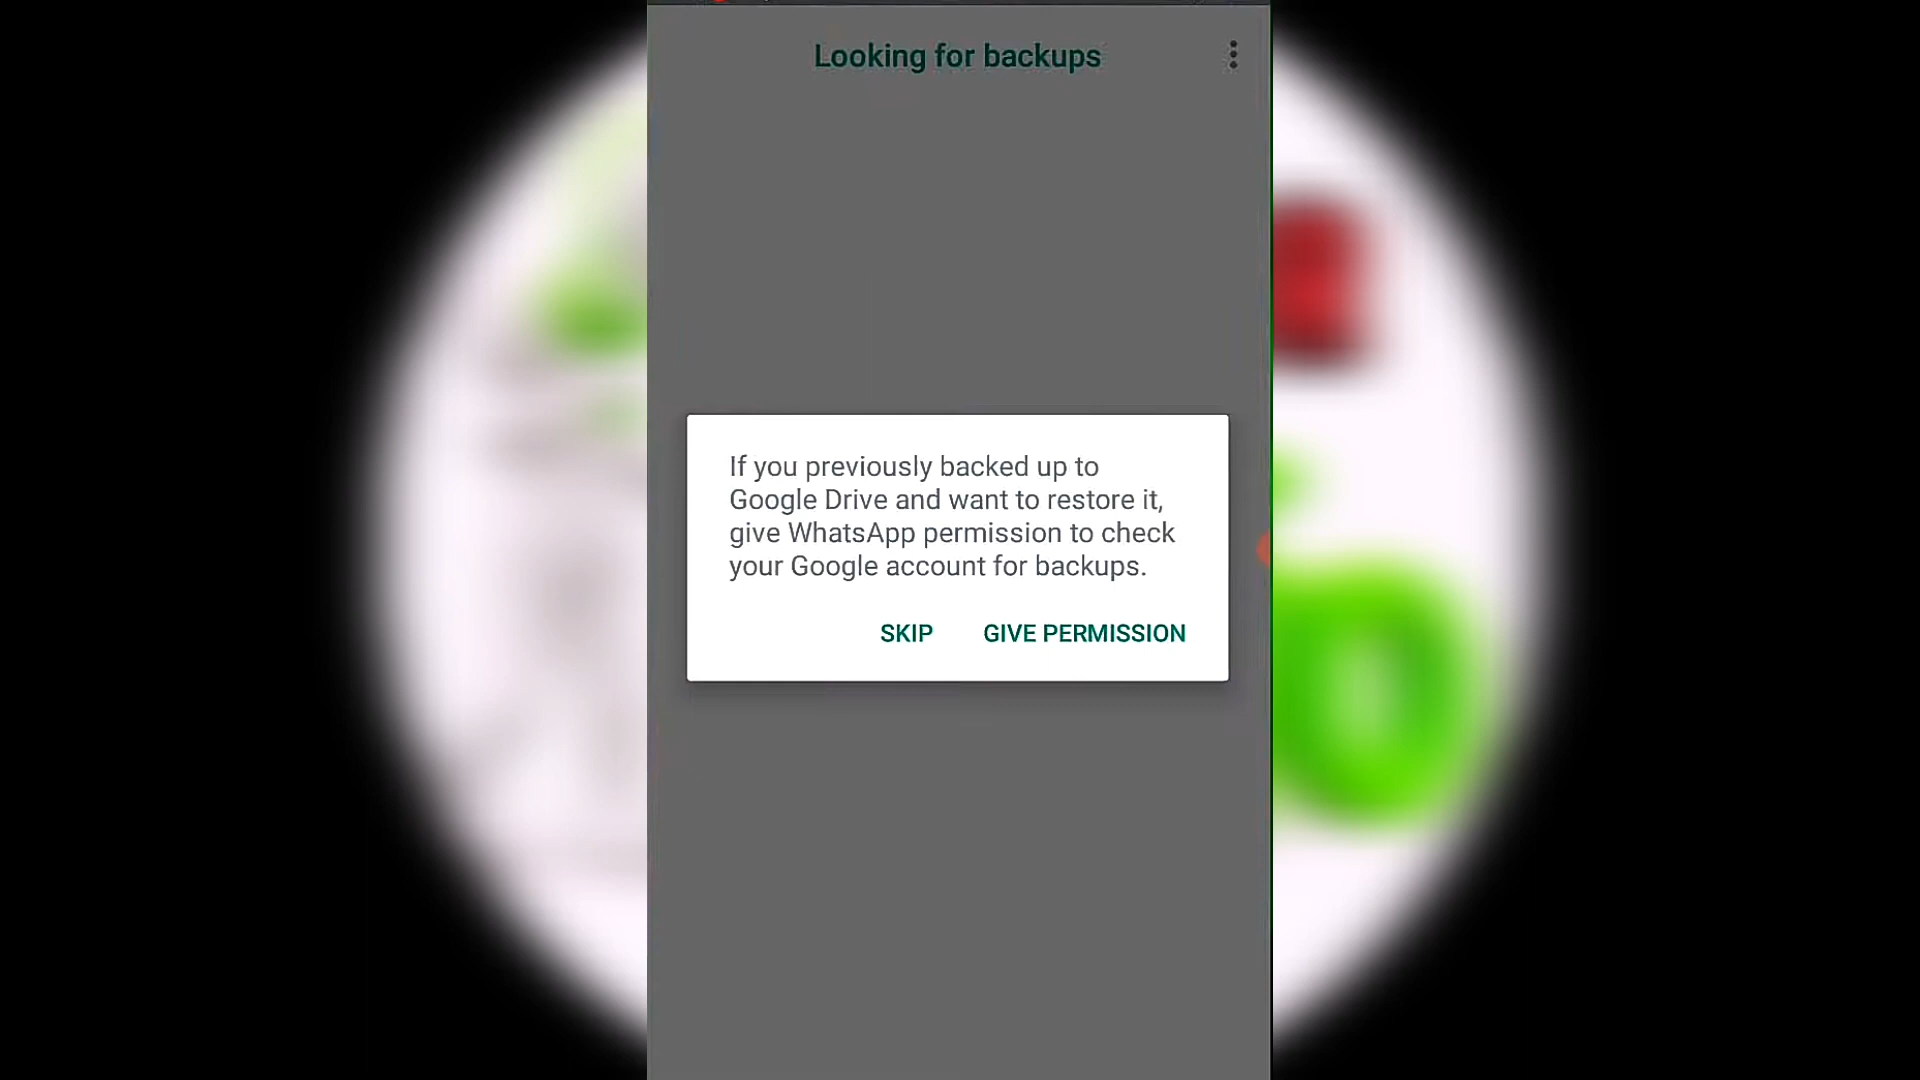 Looking for backups
If you previously backed up to
Google Drive and want to restore it,
give WhatsApp permission to check
your Google account for backups.
SKIP GIVE PERMISSION